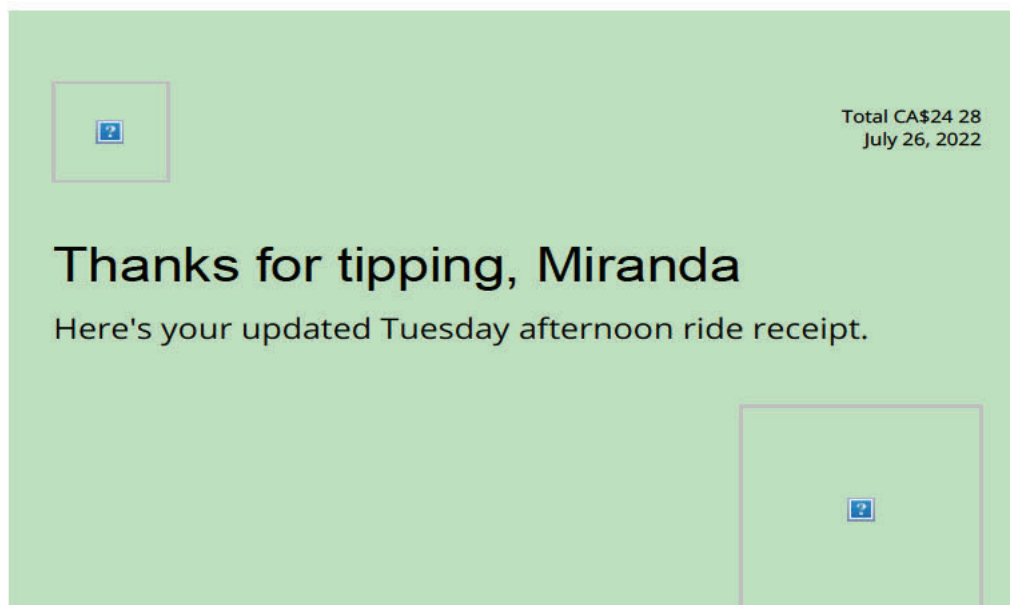 Total CA$24 28
July 26, 2022
Thanks for tipping, Miranda
Here's your updated Tuesday afternoon ride receipt.